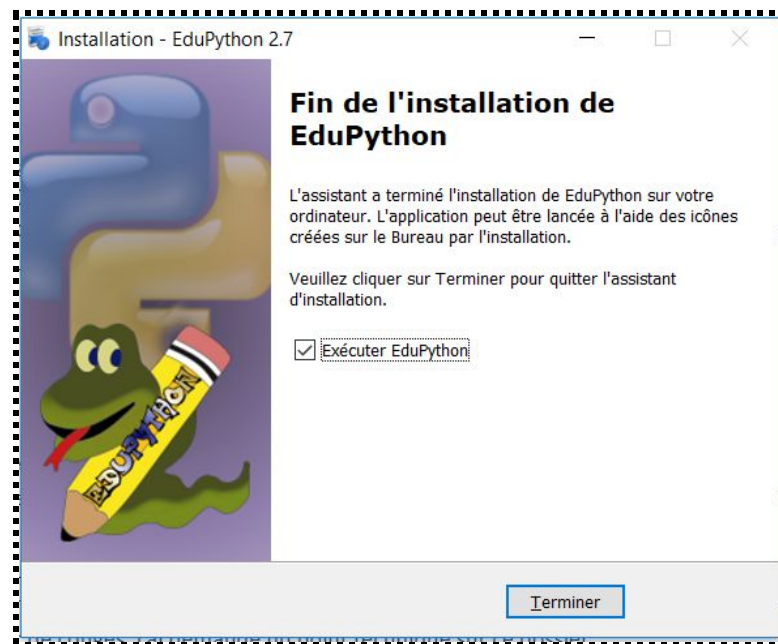 Installation - EduPython 2.7
Fin de l'installation de
EduPython
L'assistant a terminé l'installation de EduPython sur votre
ordinateur. L'application peut être lancée à l'aide des icônes
créées sur le Bureau par l'installation.
Veuillez cliquer sur Terminer pour quitter l'assistant
d'installation.
Exécuter EduPython
EDUPYTHON
Terminer